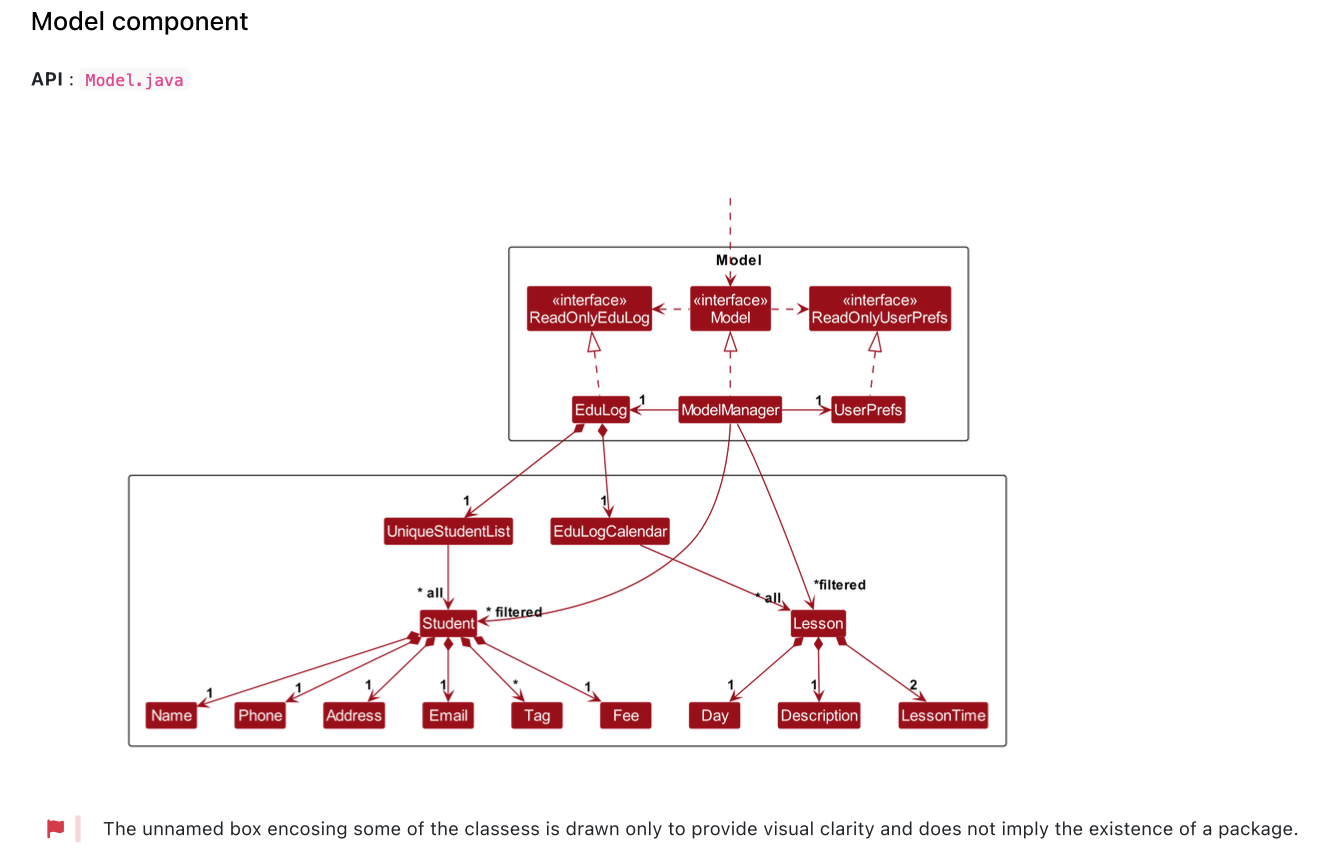 Model component
API : Model.java
Model
«interface»
ReadOnlyEduLog
«interface»
Model
«interface»
ReadOnlyUserPrefs
EduLog
1
ModelManager
1
UserPrefs
1
1
UniqueStudentList
EduLogCalendar
* all
* filtered
* all
*filtered
Student
Lesson
1
1
1
1
*
1
1
1
2
Name
Phone
Address
Email
Tag
Fee
Day
Description
LessonTime
The unnamed box encosing some of the classess is drawn only to provide visual clarity and does not imply the existence of a package.